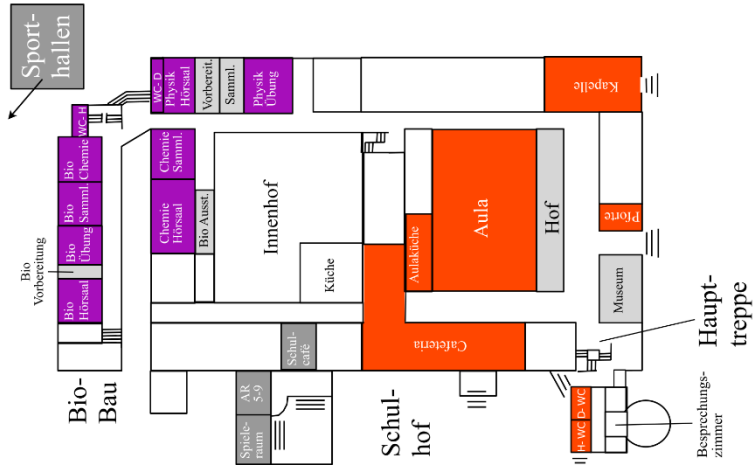 Sport-
hallen
WC- H
Bio
Chemie
Bio
Samml.
Bio
Übung
Bio
Vorbereitung
Bio
Hörsaal
Bio-
Bau
WC- D
Physik
Hörsaal
Vorbereit.
Samml.
Physik
Übung
Chemie
Samml.
Chemie
Hörsaal
Bio Ausst.
Innenhof
Küche
Schul-
café
AR
5-9
Spiele-
raum
Schul-
hof
Cafeteria
Aulaküche
Aula
Hof
Kapelle
Pforte
Museum
Haupt-
treppe
D- WC
H- WC
Besprechungs-
zimmer